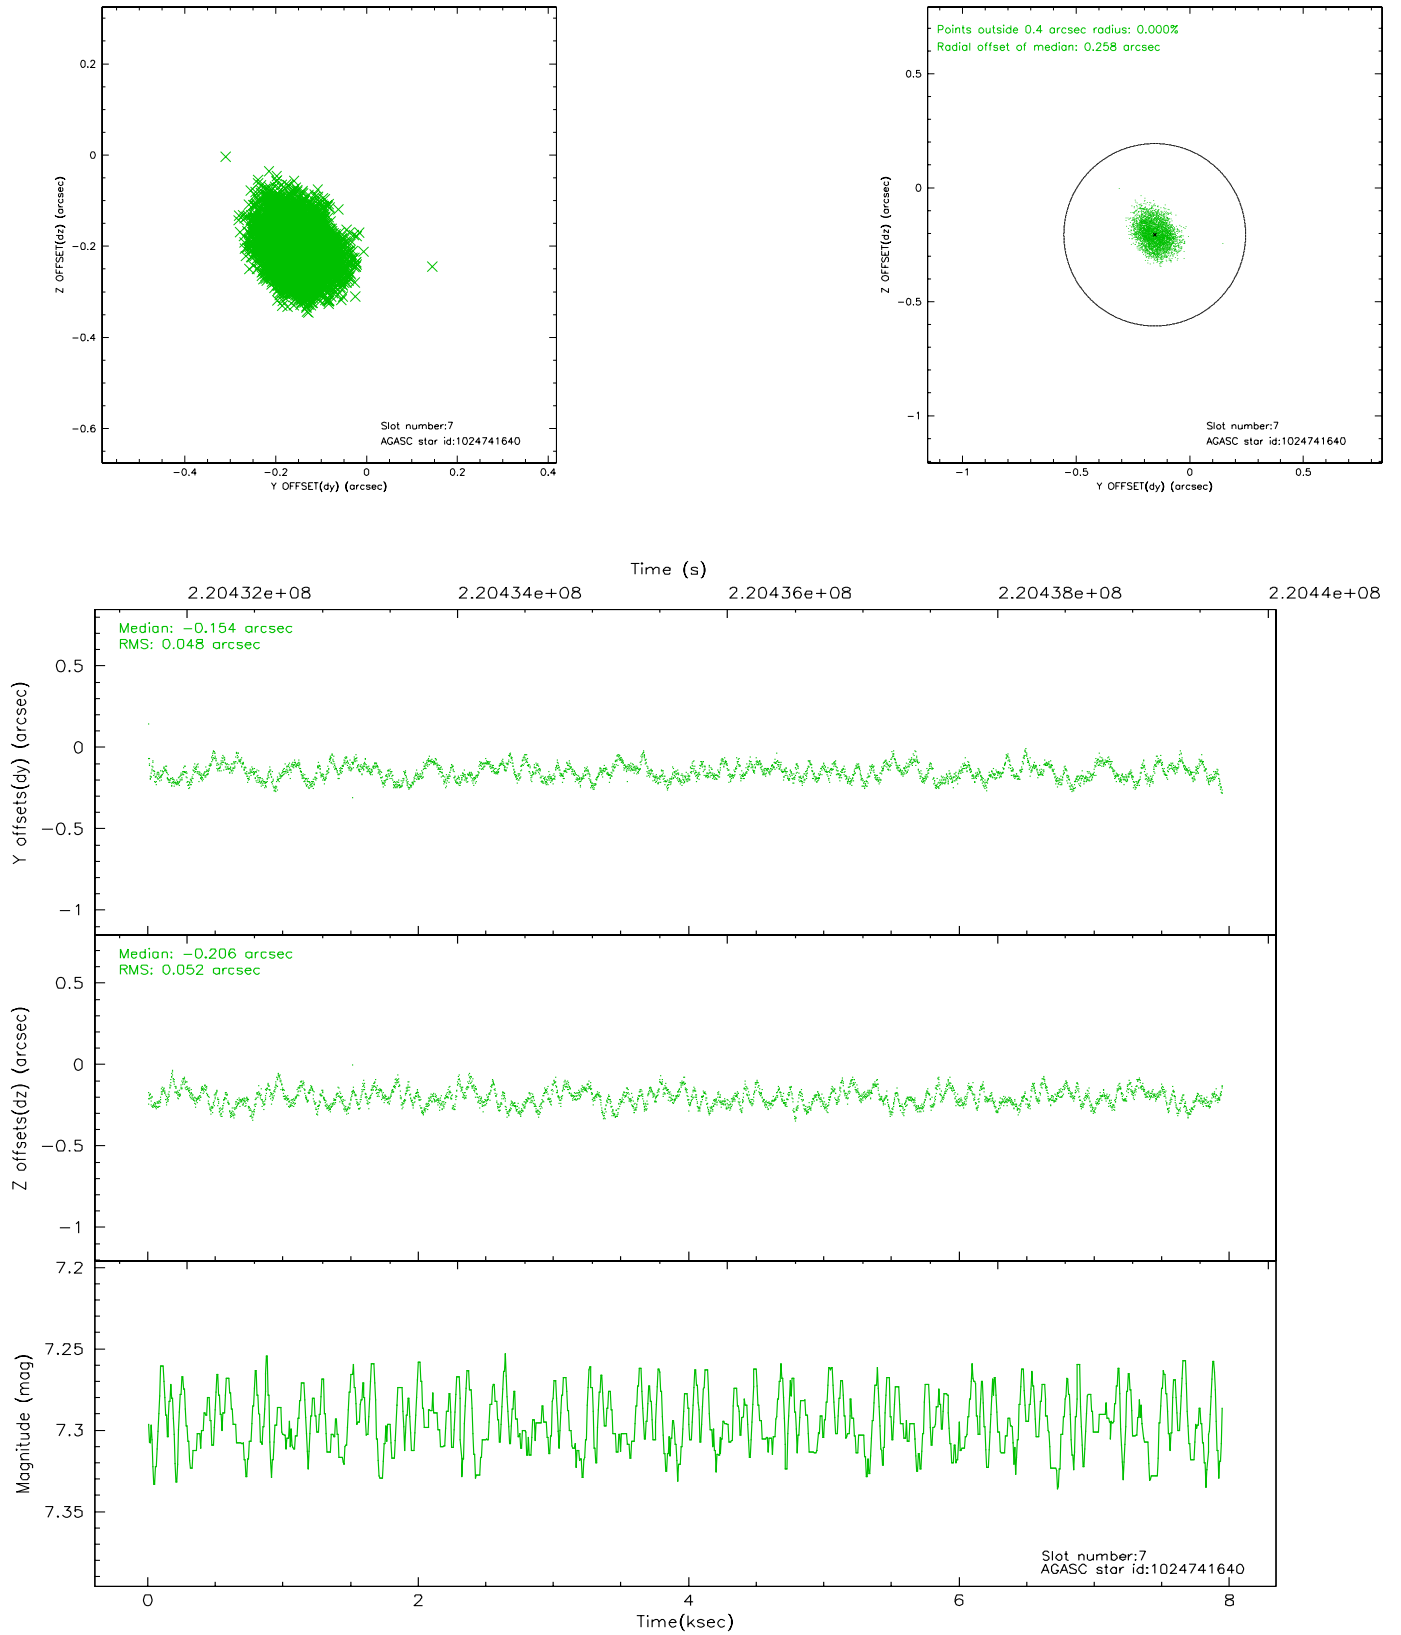 0.2
0
-0.2
-0.4
-0.6
Z OFFSET(dz) (arcsec)
Slot number:7
AGASC star id:1024741640
-0.4 -0.2 0 0.2 0.4
Y OFFSET(dy) (arcsec)
Points outside 0.4 arcsec radius: 0.000%
Radial offset of median: 0.258 arcsec
0.5
0
-0.5
-1
Z OFFSET(dz) (arcsec)
Slot number:7
AGASC star id:1024741640
-1 -0.5 0 0.5
Y OFFSET(dy) (arcsec)
Time (s)
2.20432e+08 2.20434e+08 2.20436e+08 2.20438e+08 2.2044e+08
Median: -0.154 arcsec
RMS: 0.048 arcsec
0.5
0
-0.5
-1
Y offsets(dy) (arcsec)
Median: -0.206 arcsec
RMS: 0.052 arcsec
0.5
0
-0.5
-1
Z offsets(dz) (arcsec)
7.2
7.25
7.3
7.35
Magnitude (mag)
Slot number:7
AGASC star id:1024741640
0 2 4 6 8
Time(ksec)